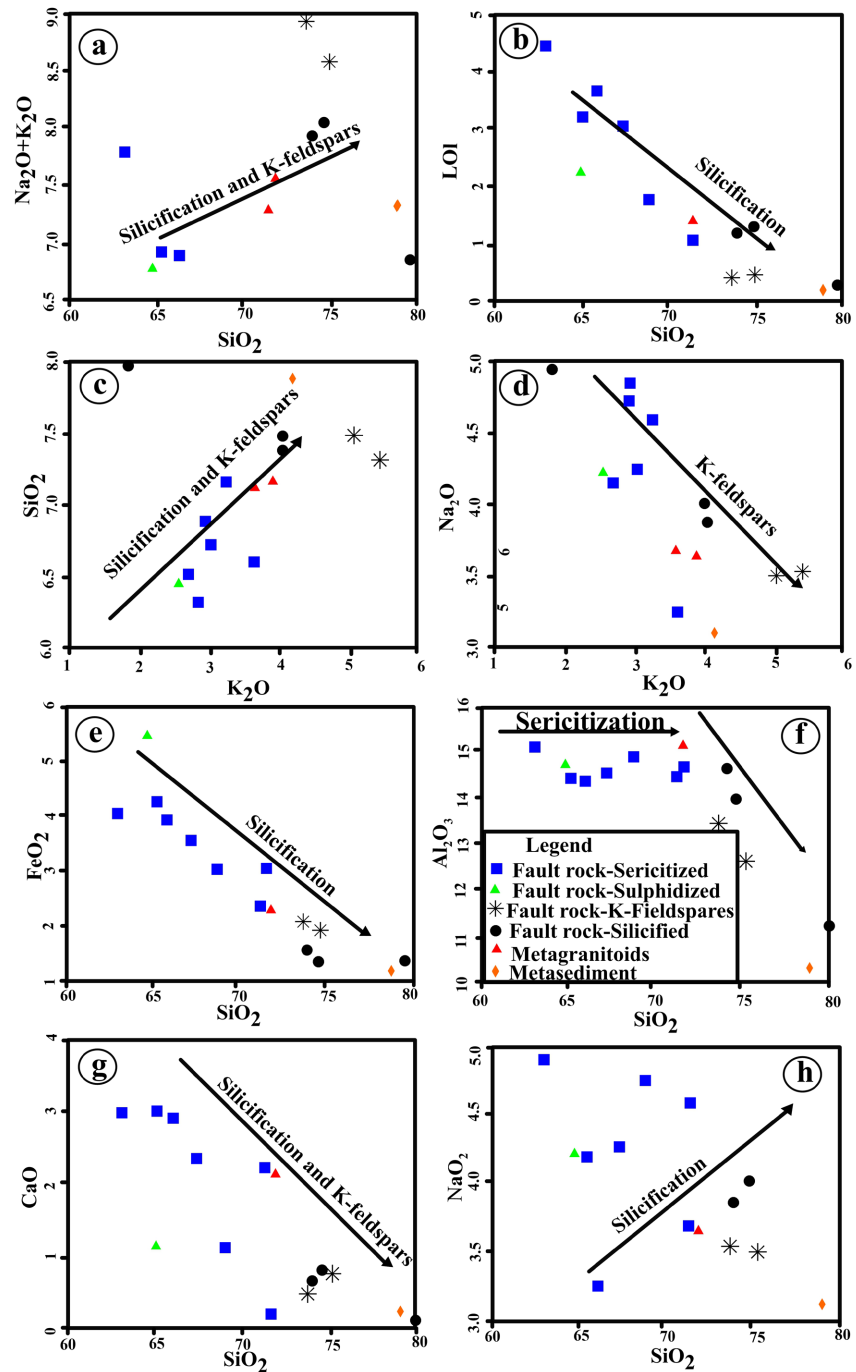 a
Na2O+K2O
9.0
8.5
8.0
7.5
7.0
6.5
Silicification and K-feldspars
60 65 70 75 80
SiO2
b
LOl
5
4
3
2
1
0
Silicification
60 65 70 75 80
SiO2
c
SiO2
8.0
7.5
7.0
6.5
6.0
Silicification and K-feldspars
1 2 3 4 5 6
K2O
d
Na2O
5.0
4.5
4.0
3.5
3.0
6
5
K-feldspars
1 2 3 4 5 6
K2O
e
FeO2
6
5
4
3
2
1
Silicification
60 65 70 75 80
SiO2
f
Al2O3
16
15
14
13
12
11
10
Sericitization
Legend
Fault rock-Sericitized
Fault rock-Sulphidized
Fault rock-K-Fieldspares
Fault rock-Silicified
Metagranitoids
Metasediment
60 65 70 75 80
SiO2
g
CaO
4
3
2
1
0
Silicification and K-feldspars
60 65 70 75 80
SiO2
h
NaO2
5.0
4.5
4.0
3.5
3.0
Silicification
60 65 70 75 80
SiO2